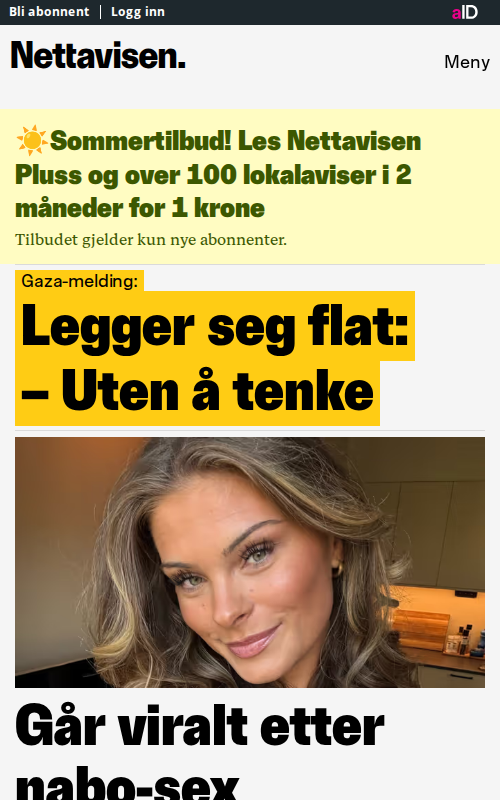 Bli abonnent | Logg inn
aID
Nettavisen.
Meny
☀️Sommertilbud! Les Nettavisen
Pluss og over 100 lokalaviser i 2
måneder for 1 krone
Tilbudet gjelder kun nye abonnenter.
Gaza-melding:
Legger seg flat:
– Uten å tenke
Går viralt etter
nabo-sex